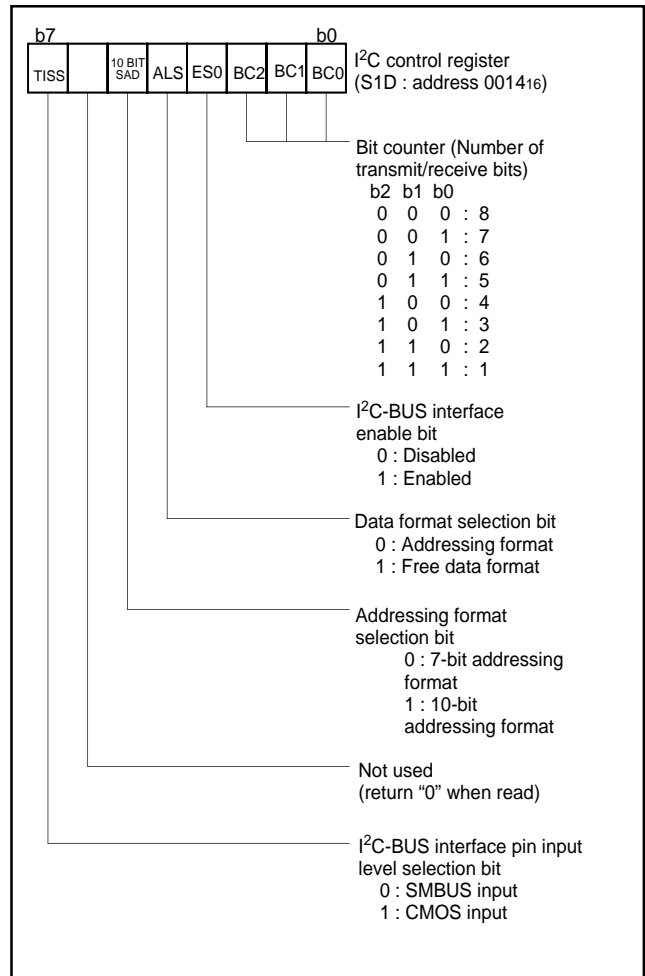 b7 b0
TISS 10 BIT SAD ALS ES0 BC2 BC1 BC0
I²C control register
(S1D : address 0014₁₆)
Bit counter (Number of
transmit/receive bits)
b2 b1 b0
0 0 0 : 8
0 0 1 : 7
0 1 0 : 6
0 1 1 : 5
1 0 0 : 4
1 0 1 : 3
1 1 0 : 2
1 1 1 : 1
I²C-BUS interface
enable bit
0 : Disabled
1 : Enabled
Data format selection bit
0 : Addressing format
1 : Free data format
Addressing format
selection bit
0 : 7-bit addressing
format
1 : 10-bit
addressing format
Not used
(return “0” when read)
I²C-BUS interface pin input
level selection bit
0 : SMBUS input
1 : CMOS input